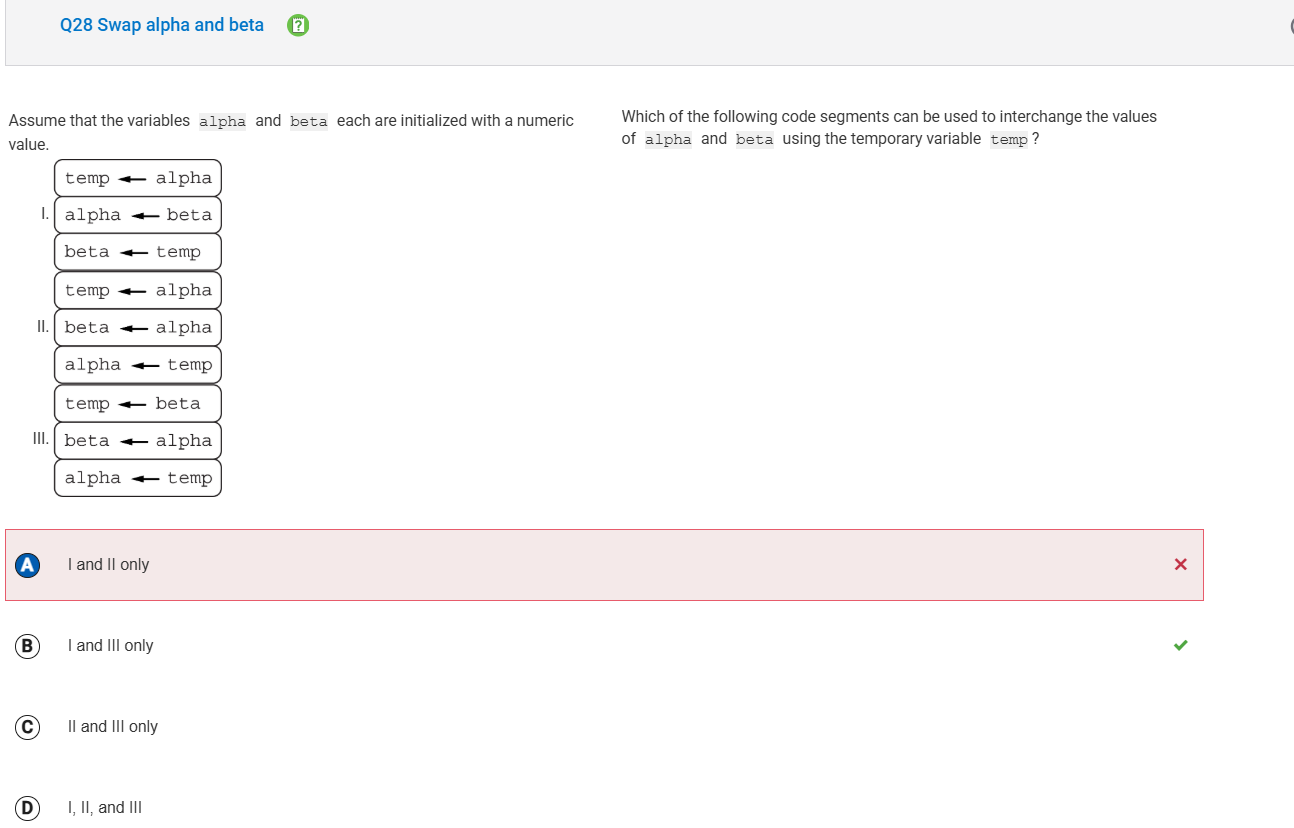 Q28 Swap alpha and beta
Assume that the variables alpha and beta each are initialized with a numeric
value.
temp ← alpha
I. alpha ← beta
beta ← temp
temp ← alpha
II. beta ← alpha
alpha ← temp
temp ← beta
III. beta ← alpha
alpha ← temp
Which of the following code segments can be used to interchange the values
of alpha and beta using the temporary variable temp ?
A I and II only
B I and III only
C II and III only
D I, II, and III